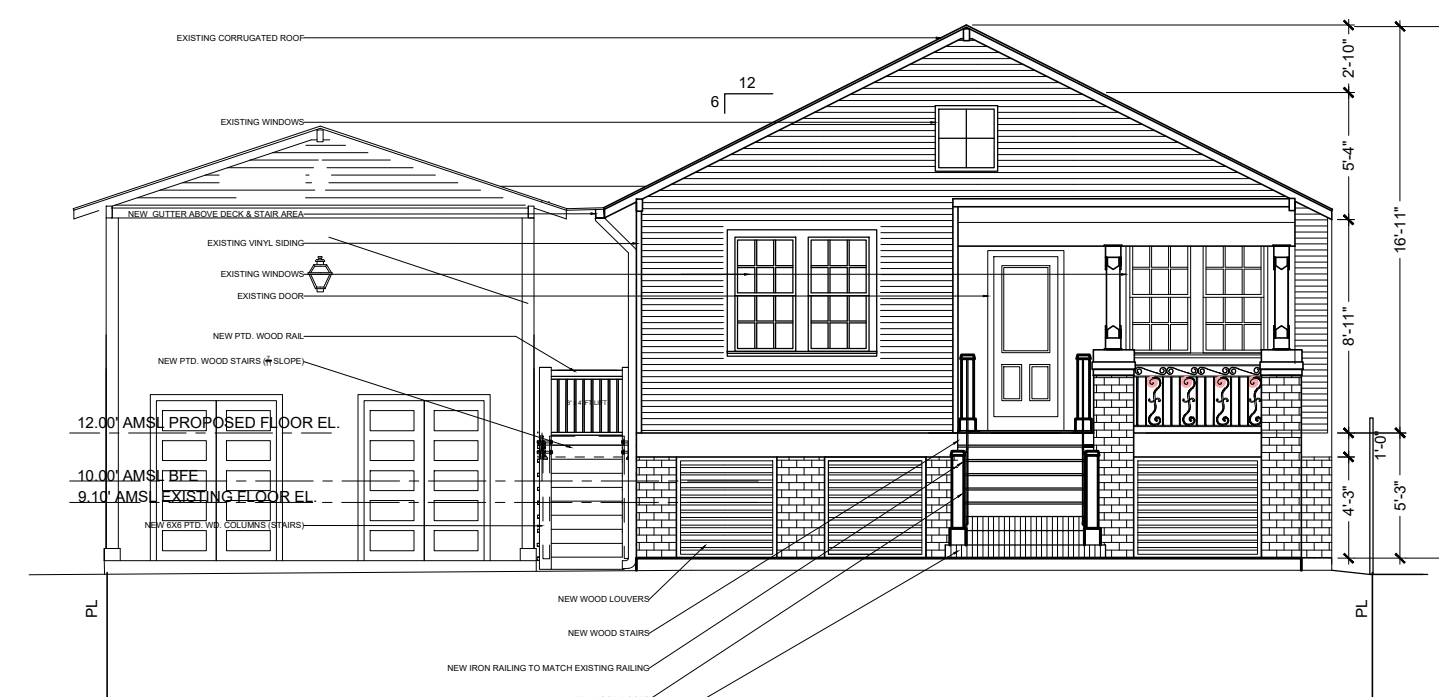 EXISTING CORRUGATED ROOF
12
6
EXISTING WINDOWS
NEW GUTTER ABOVE DECK & STAIR AREA
EXISTING VINYL SIDING
EXISTING WINDOWS
EXISTING DOOR
NEW PTD. WOOD RAIL
NEW PTD. WOOD STAIRS ( SLOPE)
12.00' AMSL PROPOSED FLOOR EL.
10.00' AMSL BFE
9.10' AMSL EXISTING FLOOR EL.
NEW 6X6 PTD. WD. COLUMNS (STAIRS)
NEW WOOD LOUVERS
NEW WOOD STAIRS
NEW IRON RAILING TO MATCH EXISTING RAILING
PL
PL
2'-10"
5'-4"
16'-11"
8'-11"
1'-0"
4'-3"
5'-3"